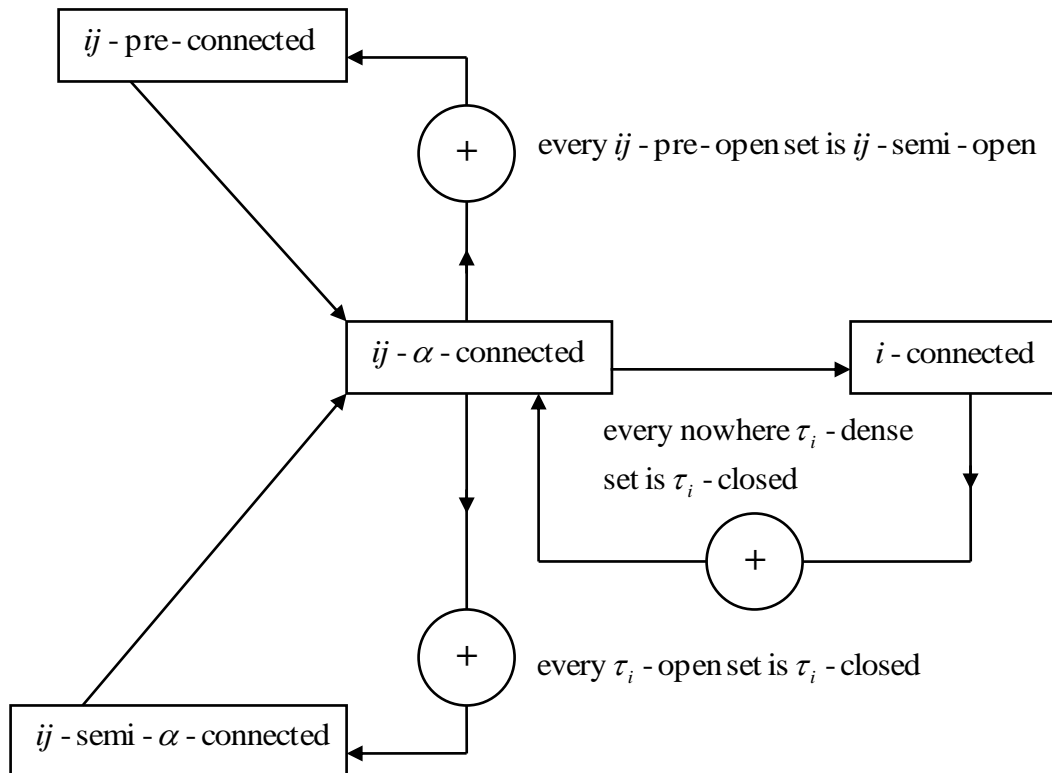 ij - pre - connected
+
every ij - pre - open set is ij - semi - open
ij - α - connected
i - connected
every nowhere τ_i - dense
set is τ_i - closed
+
+
every τ_i - open set is τ_i - closed
ij - semi - α - connected